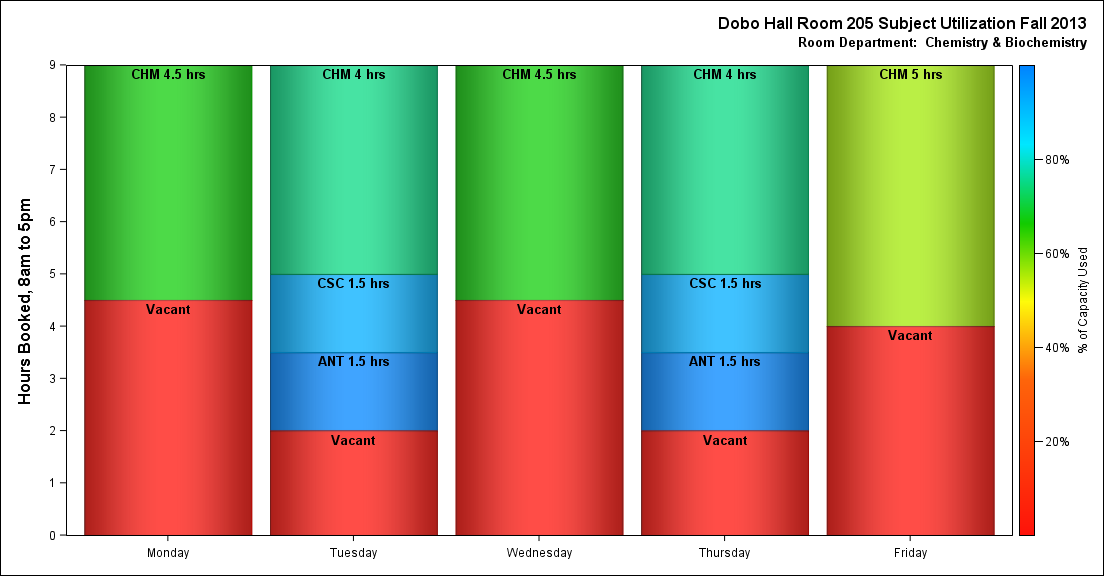 Dobo Hall Room 205 Subject Utilization Fall 2013
Room Department:  Chemistry & Biochemistry
Hours Booked, 8am to 5pm
9
8
7
6
5
4
3
2
1
0
CHM 4.5 hrs
Vacant
CHM 4 hrs
CSC 1.5 hrs
ANT 1.5 hrs
Vacant
CHM 4.5 hrs
Vacant
CHM 4 hrs
CSC 1.5 hrs
ANT 1.5 hrs
Vacant
CHM 5 hrs
Vacant
Monday
Tuesday
Wednesday
Thursday
Friday
80%
60%
40%
20%
% of Capacity Used